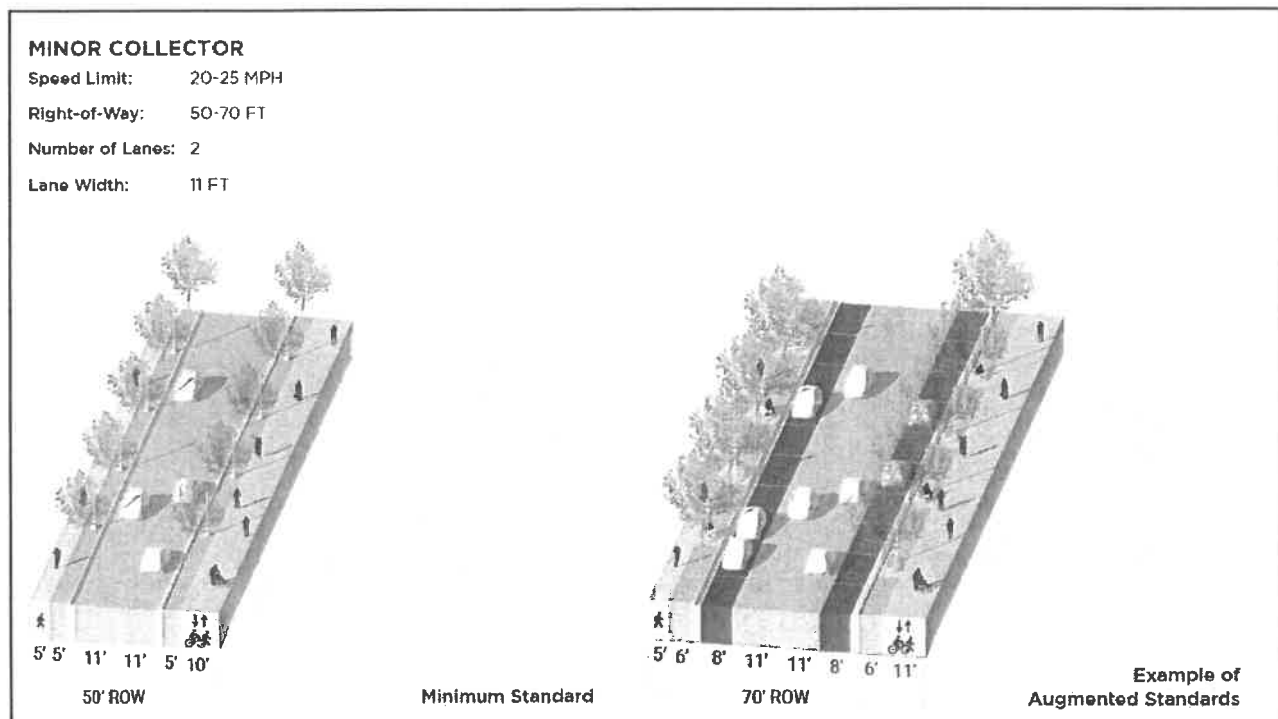 MINOR COLLECTOR
Speed Limit: 20-25 MPH
Right-of-Way: 50-70 FT
Number of Lanes: 2
Lane Width: 11 FT
5' 5' 11' 11' 5' 10'
5' 6' 8' 11' 11' 8' 6' 11'
50' ROW
Minimum Standard
70' ROW
Example of
Augmented Standards